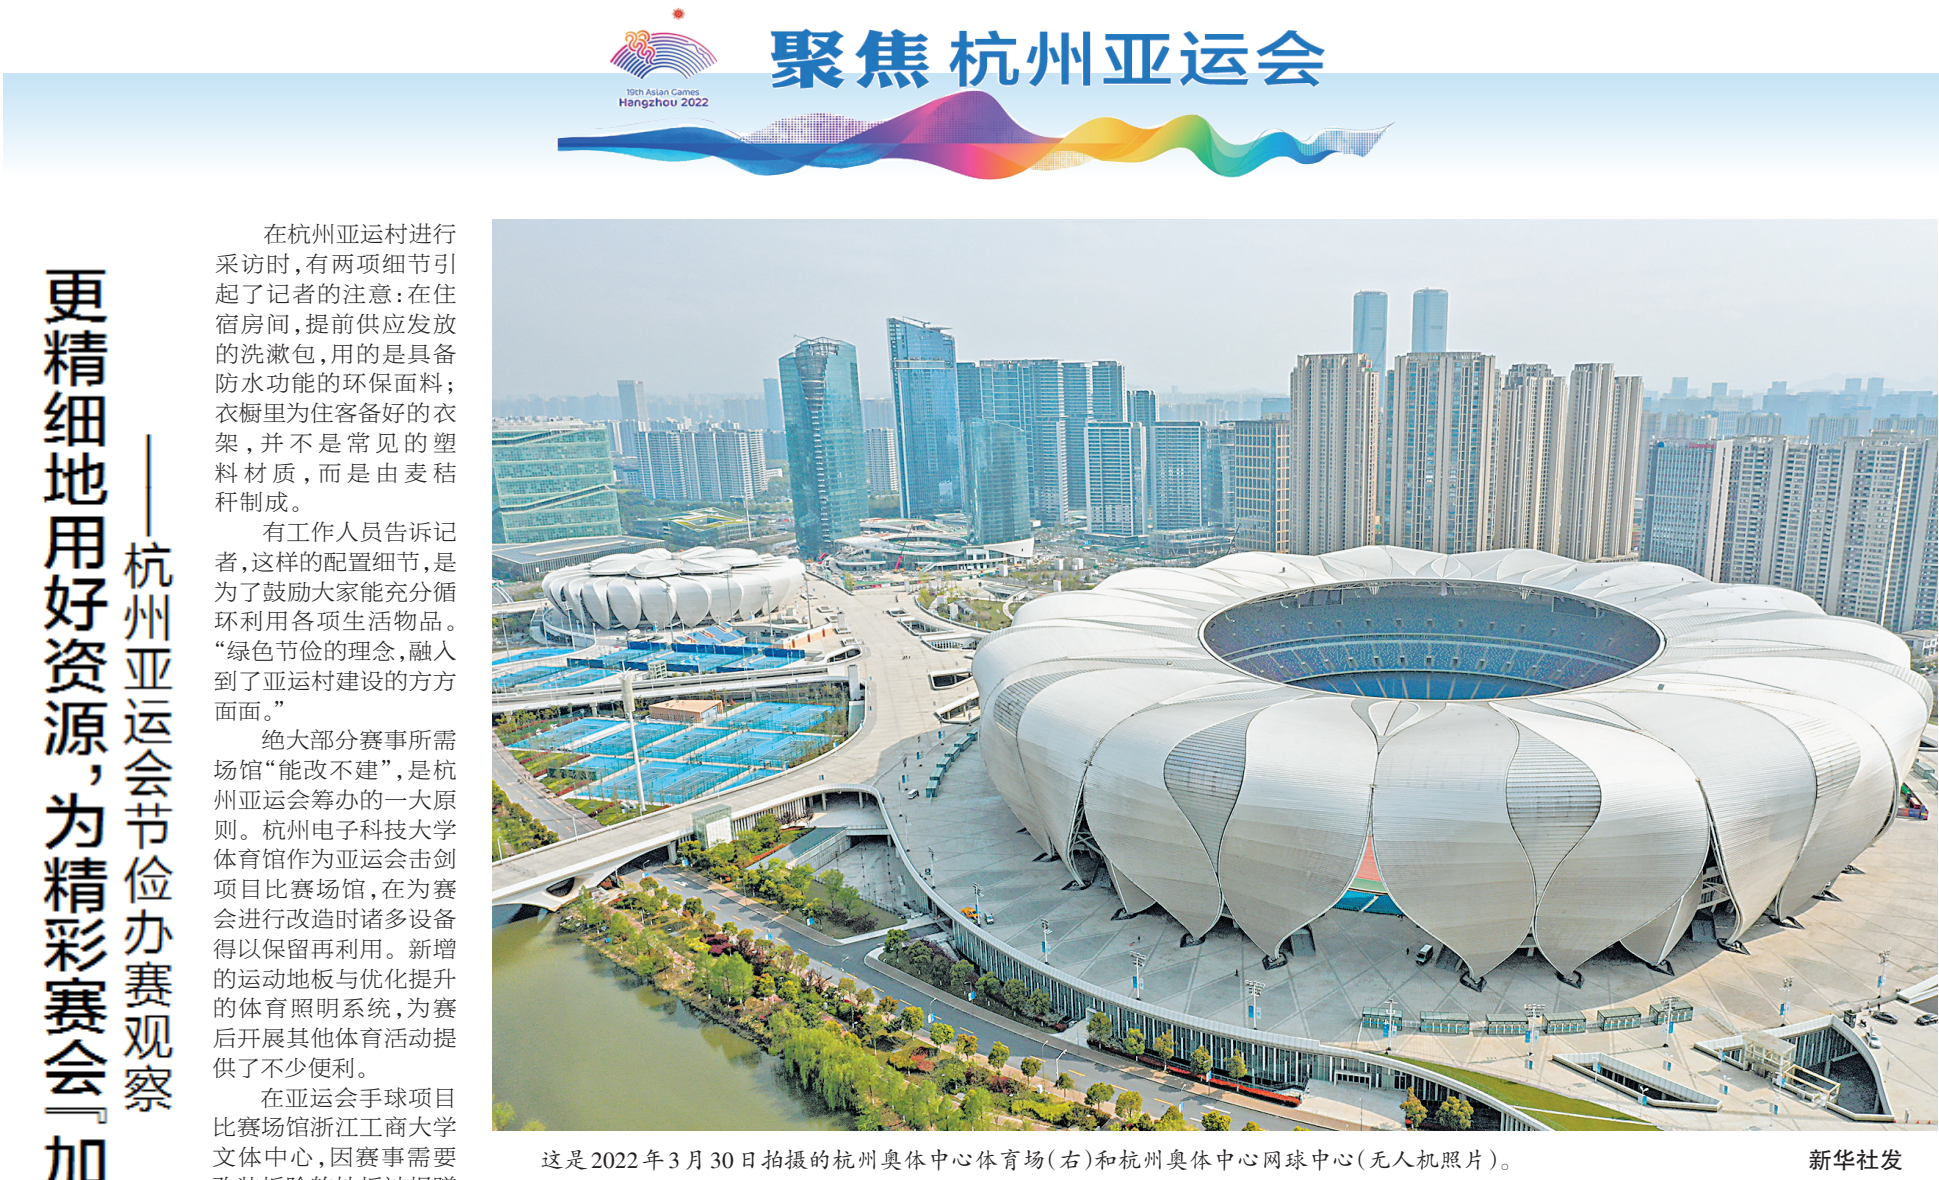 19th Asian Games
Hangzhou 2022
聚焦杭州亚运会
更精细地用好资源，为精彩赛会『加
——杭州亚运会节俭办赛观察
在杭州亚运村进行
采访时，有两项细节引
起了记者的注意：在住
宿房间，提前供应发放
的洗漱包，用的是具备
防水功能的环保面料；
衣橱里为住客备好的衣
架，并不是常见的塑
料材质，而是由麦秸
秆制成。
有工作人员告诉记
者，这样的配置细节，是
为了鼓励大家能充分循
环利用各项生活物品。
“绿色节俭的理念，融入
到了亚运村建设的方方
面面。”
绝大部分赛事所需
场馆“能改不建”，是杭
州亚运会筹办的一大原
则。杭州电子科技大学
体育馆作为亚运会击剑
项目比赛场馆，在为赛
会进行改造时诸多设备
得以保留再利用。新增
的运动地板与优化提升
的体育照明系统，为赛
后开展其他体育活动提
供了不少便利。
在亚运会手球项目
比赛场馆浙江工商大学
文体中心，因赛事需要
这是2022年3月30日拍摄的杭州奥体中心体育场(右)和杭州奥体中心网球中心(无人机照片)。
新华社发